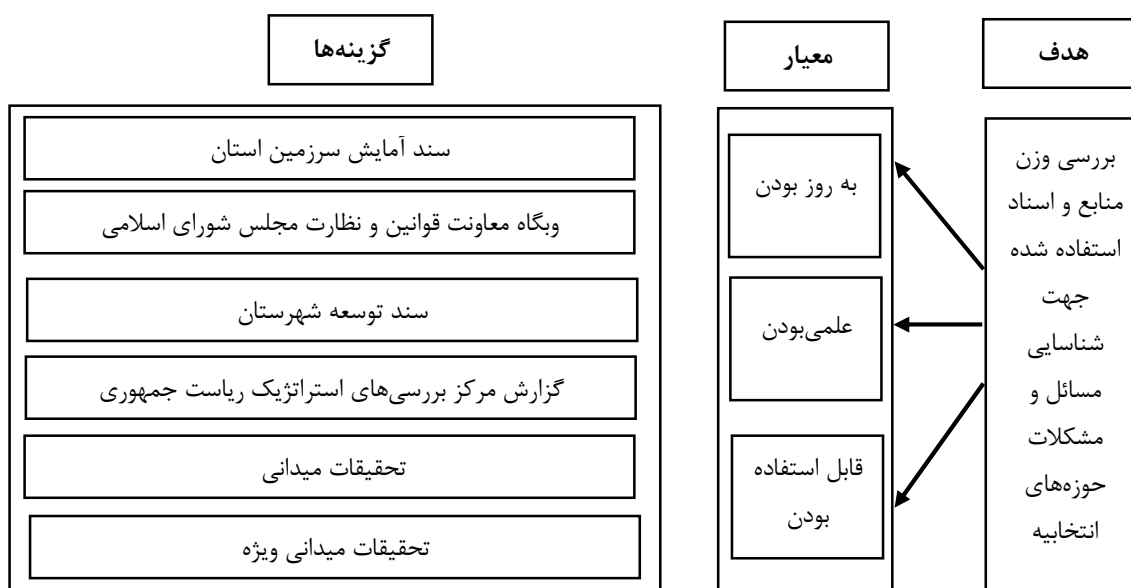 هدف
معیار
گزینه‌ها
بررسی وزن
منابع و اسناد
استفاده شده
جهت
شناسایی
مسائل و
مشکلات
حوزه‌های
انتخابیه
به روز بودن
علمی‌بودن
قابل استفاده
بودن
سند آمایش سرزمین استان
وبگاه معاونت قوانین و نظارت مجلس شورای اسلامی
سند توسعه شهرستان
گزارش مرکز بررسی‌های استراتژیک ریاست جمهوری
تحقیقات میدانی
تحقیقات میدانی ویژه